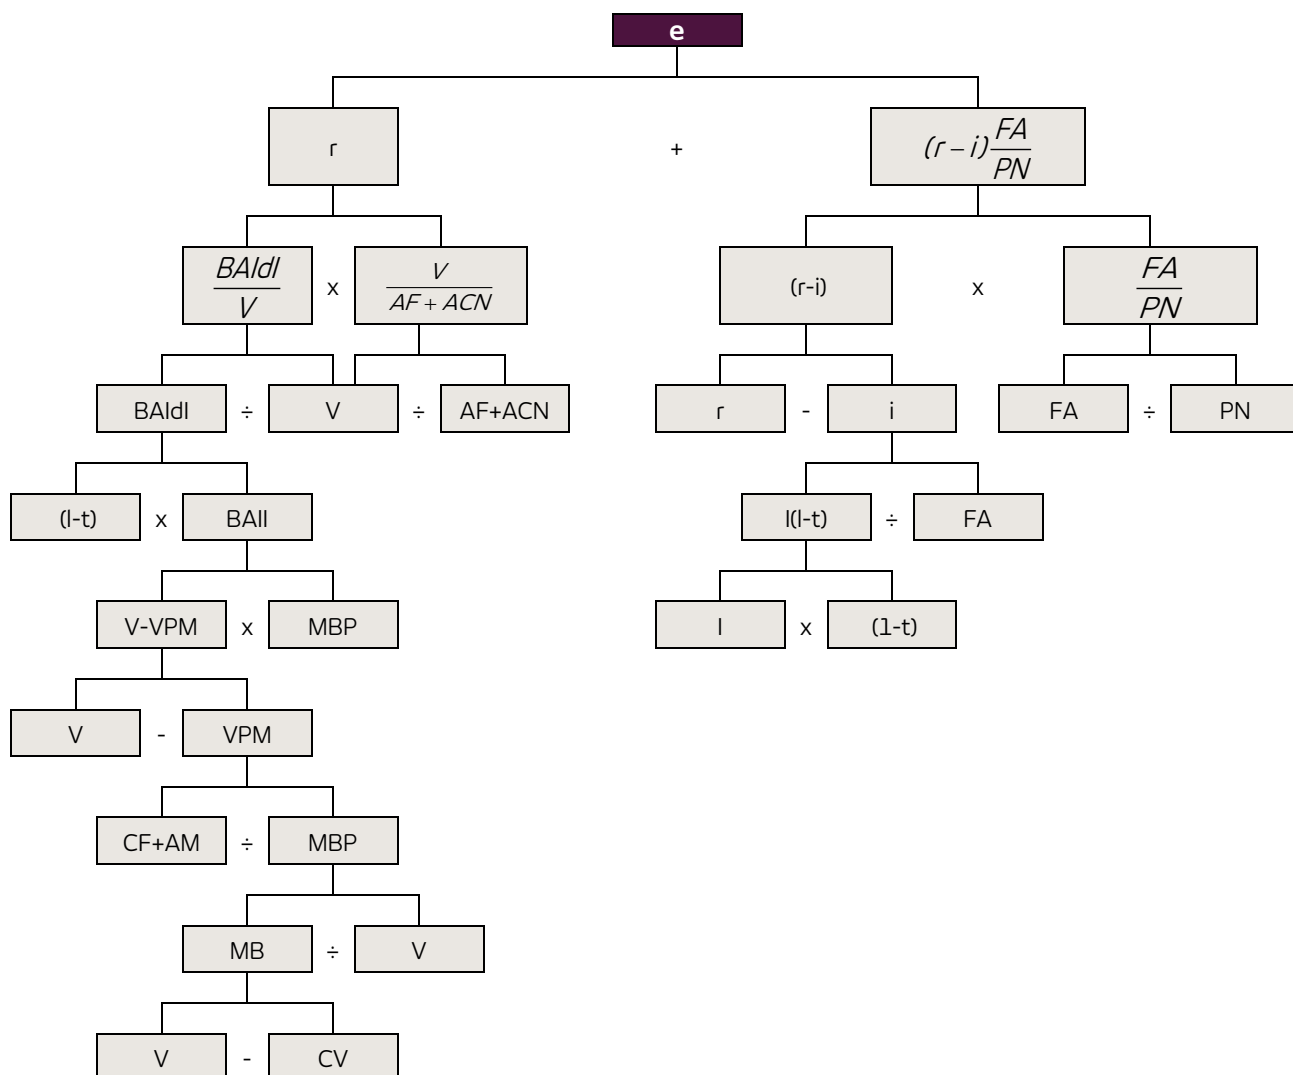 e
r + (r – i) FA/PN
BAIdI/V x V/(AF + ACN) (r-i) x FA/PN
BAIdI ÷ V ÷ AF+ACN r - i FA ÷ PN
(l-t) x BAII I(l-t) ÷ FA
V-VPM x MBP I x (1-t)
V - VPM
CF+AM ÷ MBP
MB ÷ V
V - CV